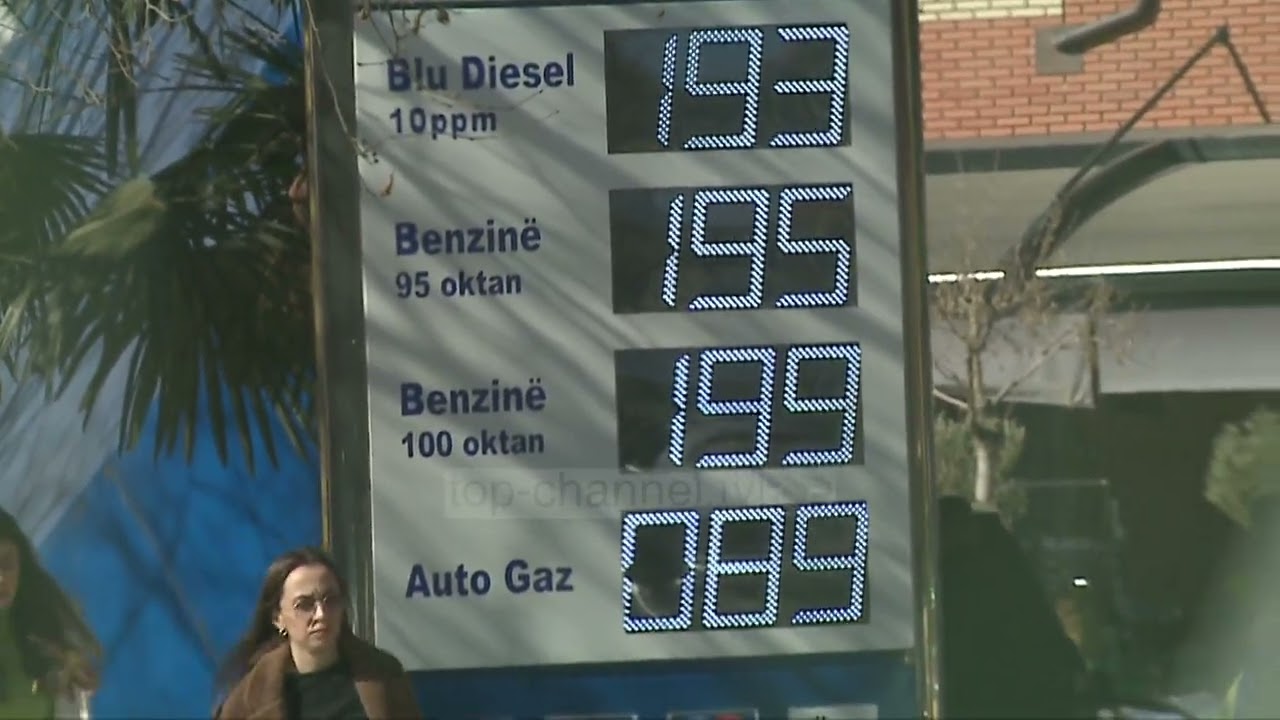 Blu Diesel 193
10ppm
Benzinë 195
95 oktan
Benzinë 199
100 oktan
top-channel.tv
Auto Gaz 089